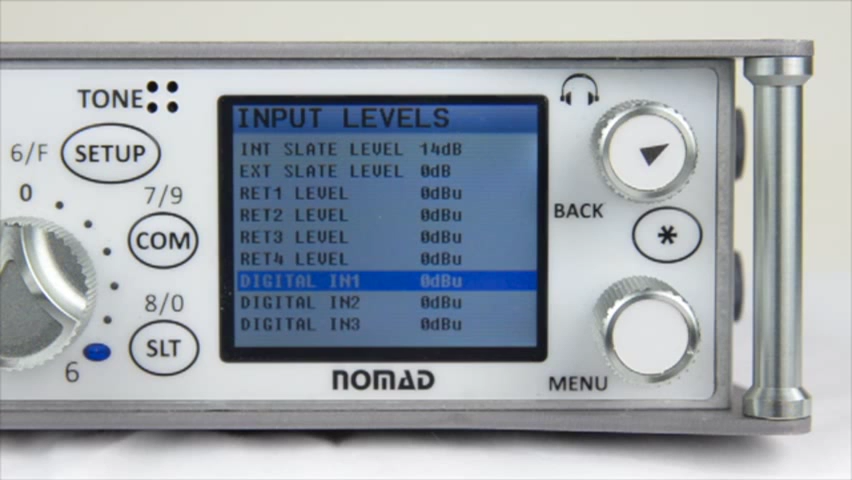 TONE
6/F
SETUP
0
7/9
COM
8/0
SLT
6
INPUT LEVELS
INT SLATE LEVEL 14dB
EXT SLATE LEVEL 0dB
RET1 LEVEL 0dBu
RET2 LEVEL 0dBu
RET3 LEVEL 0dBu
RET4 LEVEL 0dBu
DIGITAL IN1 0dBu
DIGITAL IN2 0dBu
DIGITAL IN3 0dBu
NOMAD
BACK
*
MENU